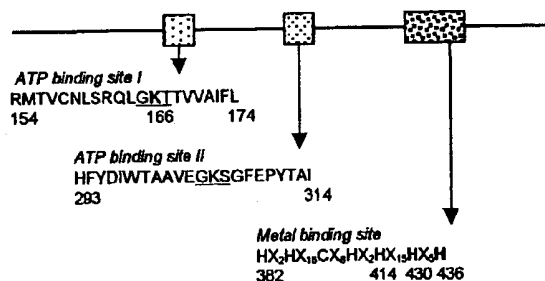 ATP binding site I
RMTVCNLSRQLGKTTVVAIFL
154 166 174
ATP binding site Ii
HFYDIWTAAVEGKSGFEPYTAI
293 314
Metal binding site
HX₂HX₁₅CX₈HX₂HX₁₅HX₅H
382 414 430 436